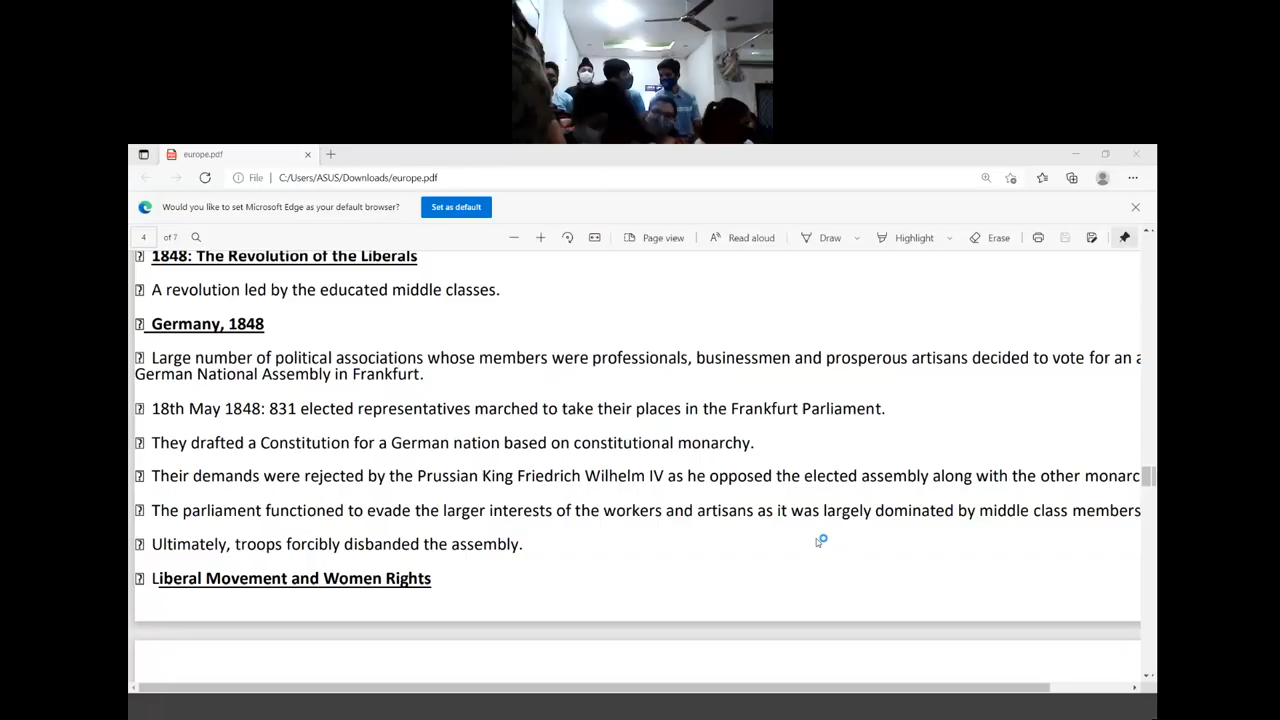 europe.pdf
File C:/Users/ASUS/Downloads/europe.pdf
Would you like to set Microsoft Edge as your default browser? Set as default
4 of 7 Page view Read aloud Draw Highlight Erase
1848: The Revolution of the Liberals
A revolution led by the educated middle classes.
Germany, 1848
Large number of political associations whose members were professionals, businessmen and prosperous artisans decided to vote for an a
German National Assembly in Frankfurt.
18th May 1848: 831 elected representatives marched to take their places in the Frankfurt Parliament.
They drafted a Constitution for a German nation based on constitutional monarchy.
Their demands were rejected by the Prussian King Friedrich Wilhelm IV as he opposed the elected assembly along with the other monarc
The parliament functioned to evade the larger interests of the workers and artisans as it was largely dominated by middle class members
Ultimately, troops forcibly disbanded the assembly.
Liberal Movement and Women Rights